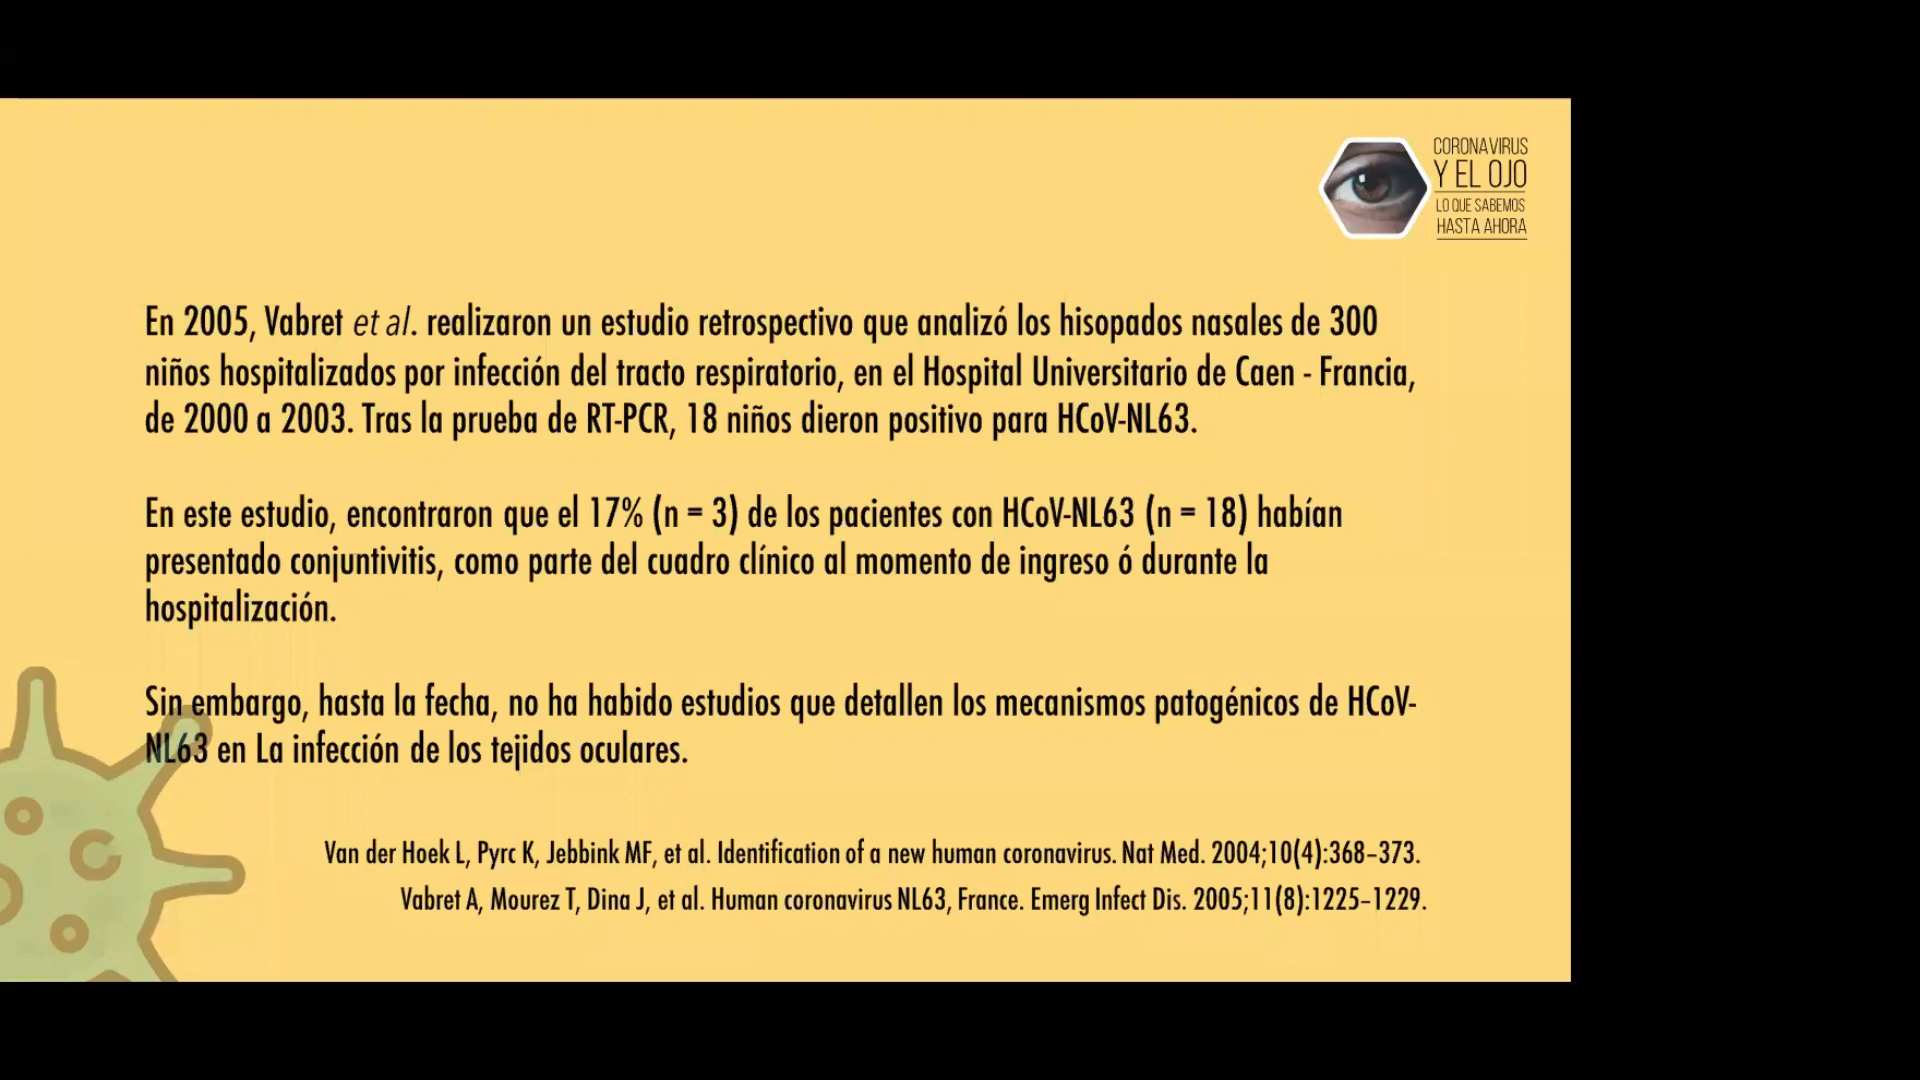 CORONAVIRUS
Y EL OJO
LO QUE SABEMOS
HASTA AHORA
En 2005, Vabret et al. realizaron un estudio retrospectivo que analizó los hisopados nasales de 300
niños hospitalizados por infección del tracto respiratorio, en el Hospital Universitario de Caen - Francia,
de 2000 a 2003. Tras la prueba de RT-PCR, 18 niños dieron positivo para HCoV-NL63.
En este estudio, encontraron que el 17% (n = 3) de los pacientes con HCoV-NL63 (n = 18) habían
presentado conjuntivitis, como parte del cuadro clínico al momento de ingreso ó durante la
hospitalización.
Sin embargo, hasta la fecha, no ha habido estudios que detallen los mecanismos patogénicos de HCoV-
NL63 en La infección de los tejidos oculares.
Van der Hoek L, Pyrc K, Jebbink MF, et al. Identification of a new human coronavirus. Nat Med. 2004;10(4):368–373.
Vabret A, Mourez T, Dina J, et al. Human coronavirus NL63, France. Emerg Infect Dis. 2005;11(8):1225–1229.